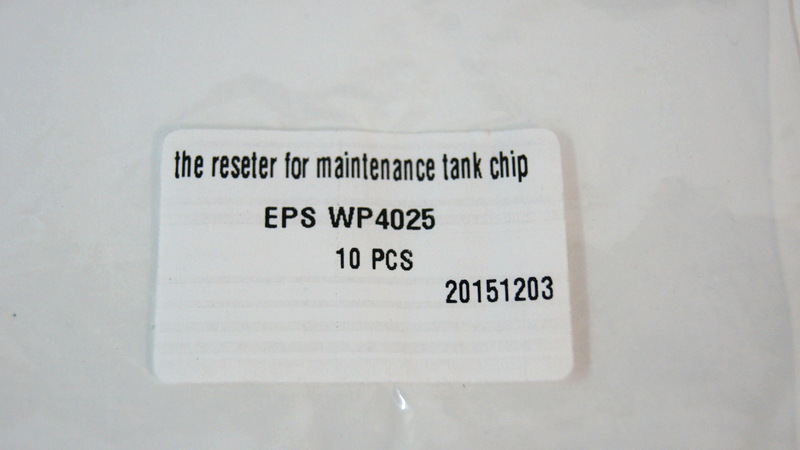 the reseter for maintenance tank chip
EPS WP4025
10 PCS
20151203